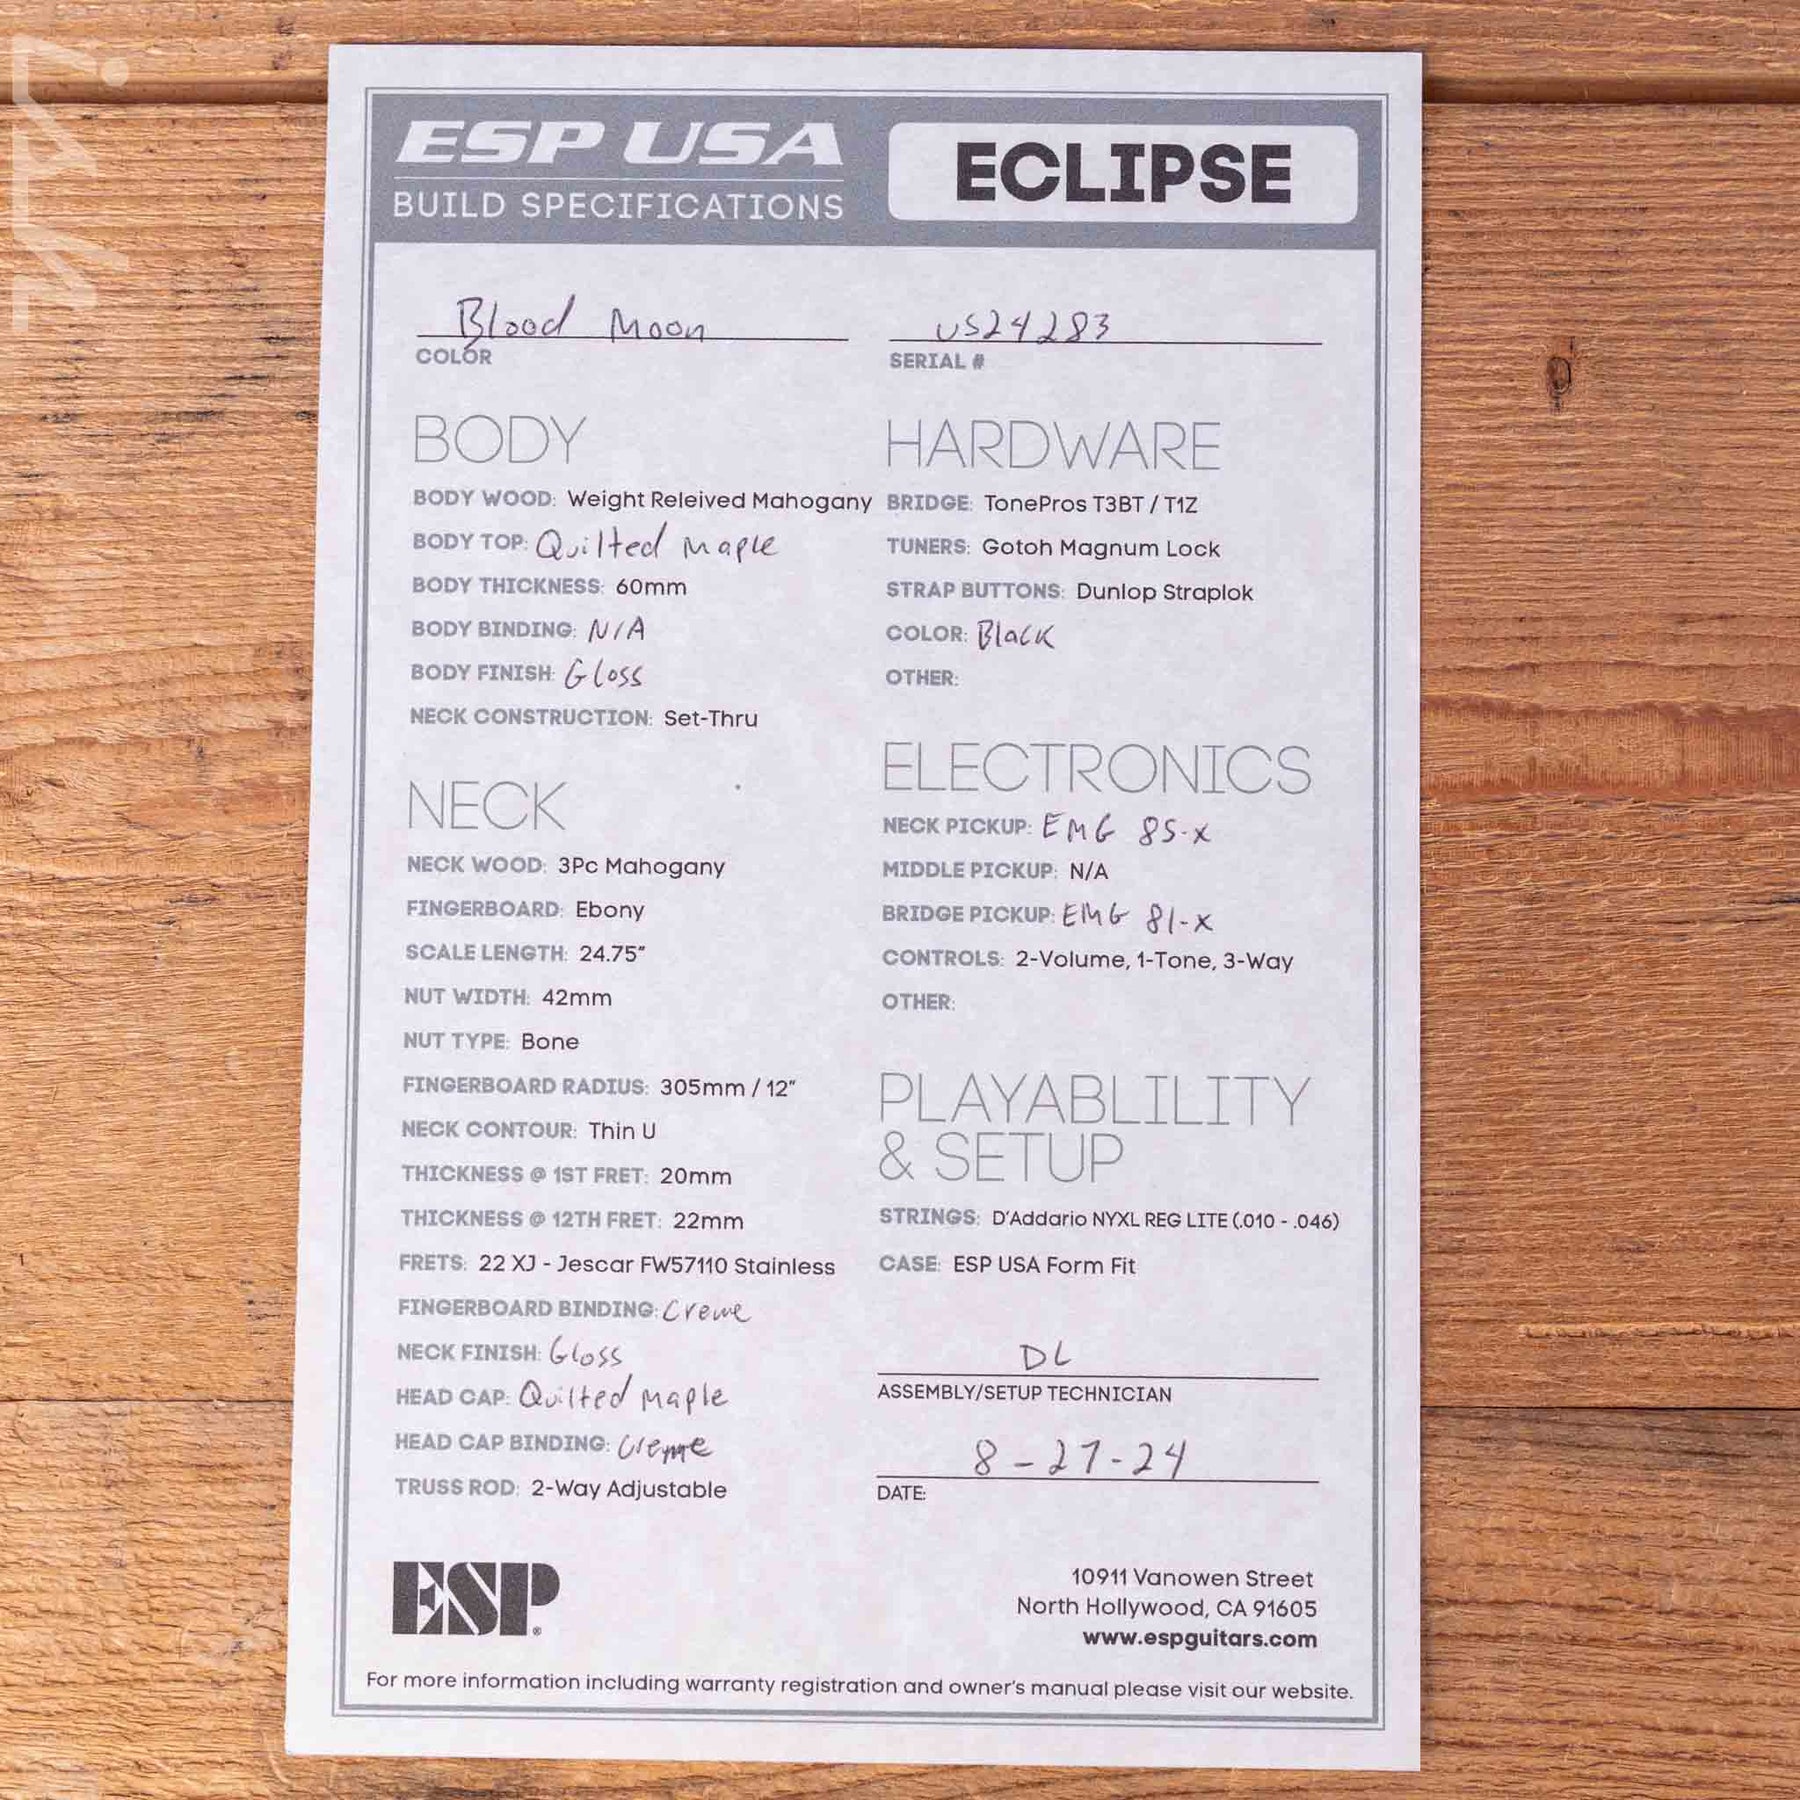 ESP USA
BUILD SPECIFICATIONS
ECLIPSE
Blood Moon
COLOR
US24283
SERIAL #
BODY
BODY WOOD: Weight Releived Mahogany
BODY TOP: Quilted Maple
BODY THICKNESS: 60mm
BODY BINDING: N/A
BODY FINISH: Gloss
NECK CONSTRUCTION: Set-Thru
NECK
NECK WOOD: 3Pc Mahogany
FINGERBOARD: Ebony
SCALE LENGTH: 24.75"
NUT WIDTH: 42mm
NUT TYPE: Bone
FINGERBOARD RADIUS: 305mm / 12"
NECK CONTOUR: Thin U
THICKNESS @ 1ST FRET: 20mm
THICKNESS @ 12TH FRET: 22mm
FRETS: 22 XJ - Jescar FW57110 Stainless
FINGERBOARD BINDING: Creme
NECK FINISH: Gloss
HEAD CAP: Quilted Maple
HEAD CAP BINDING: Creme
TRUSS ROD: 2-Way Adjustable
HARDWARE
BRIDGE: TonePros T3BT / T1Z
TUNERS: Gotoh Magnum Lock
STRAP BUTTONS: Dunlop Straplok
COLOR: Black
OTHER:
ELECTRONICS
NECK PICKUP: EMG 85-X
MIDDLE PICKUP: N/A
BRIDGE PICKUP: EMG 81-X
CONTROLS: 2-Volume, 1-Tone, 3-Way
OTHER:
PLAYABLILITY
& SETUP
STRINGS: D'Addario NYXL REG LITE (.010 - .046)
CASE: ESP USA Form Fit
DL
ASSEMBLY/SETUP TECHNICIAN
8-27-24
DATE:
ESP®
10911 Vanowen Street
North Hollywood, CA 91605
www.espguitars.com
For more information including warranty registration and owner's manual please visit our website.